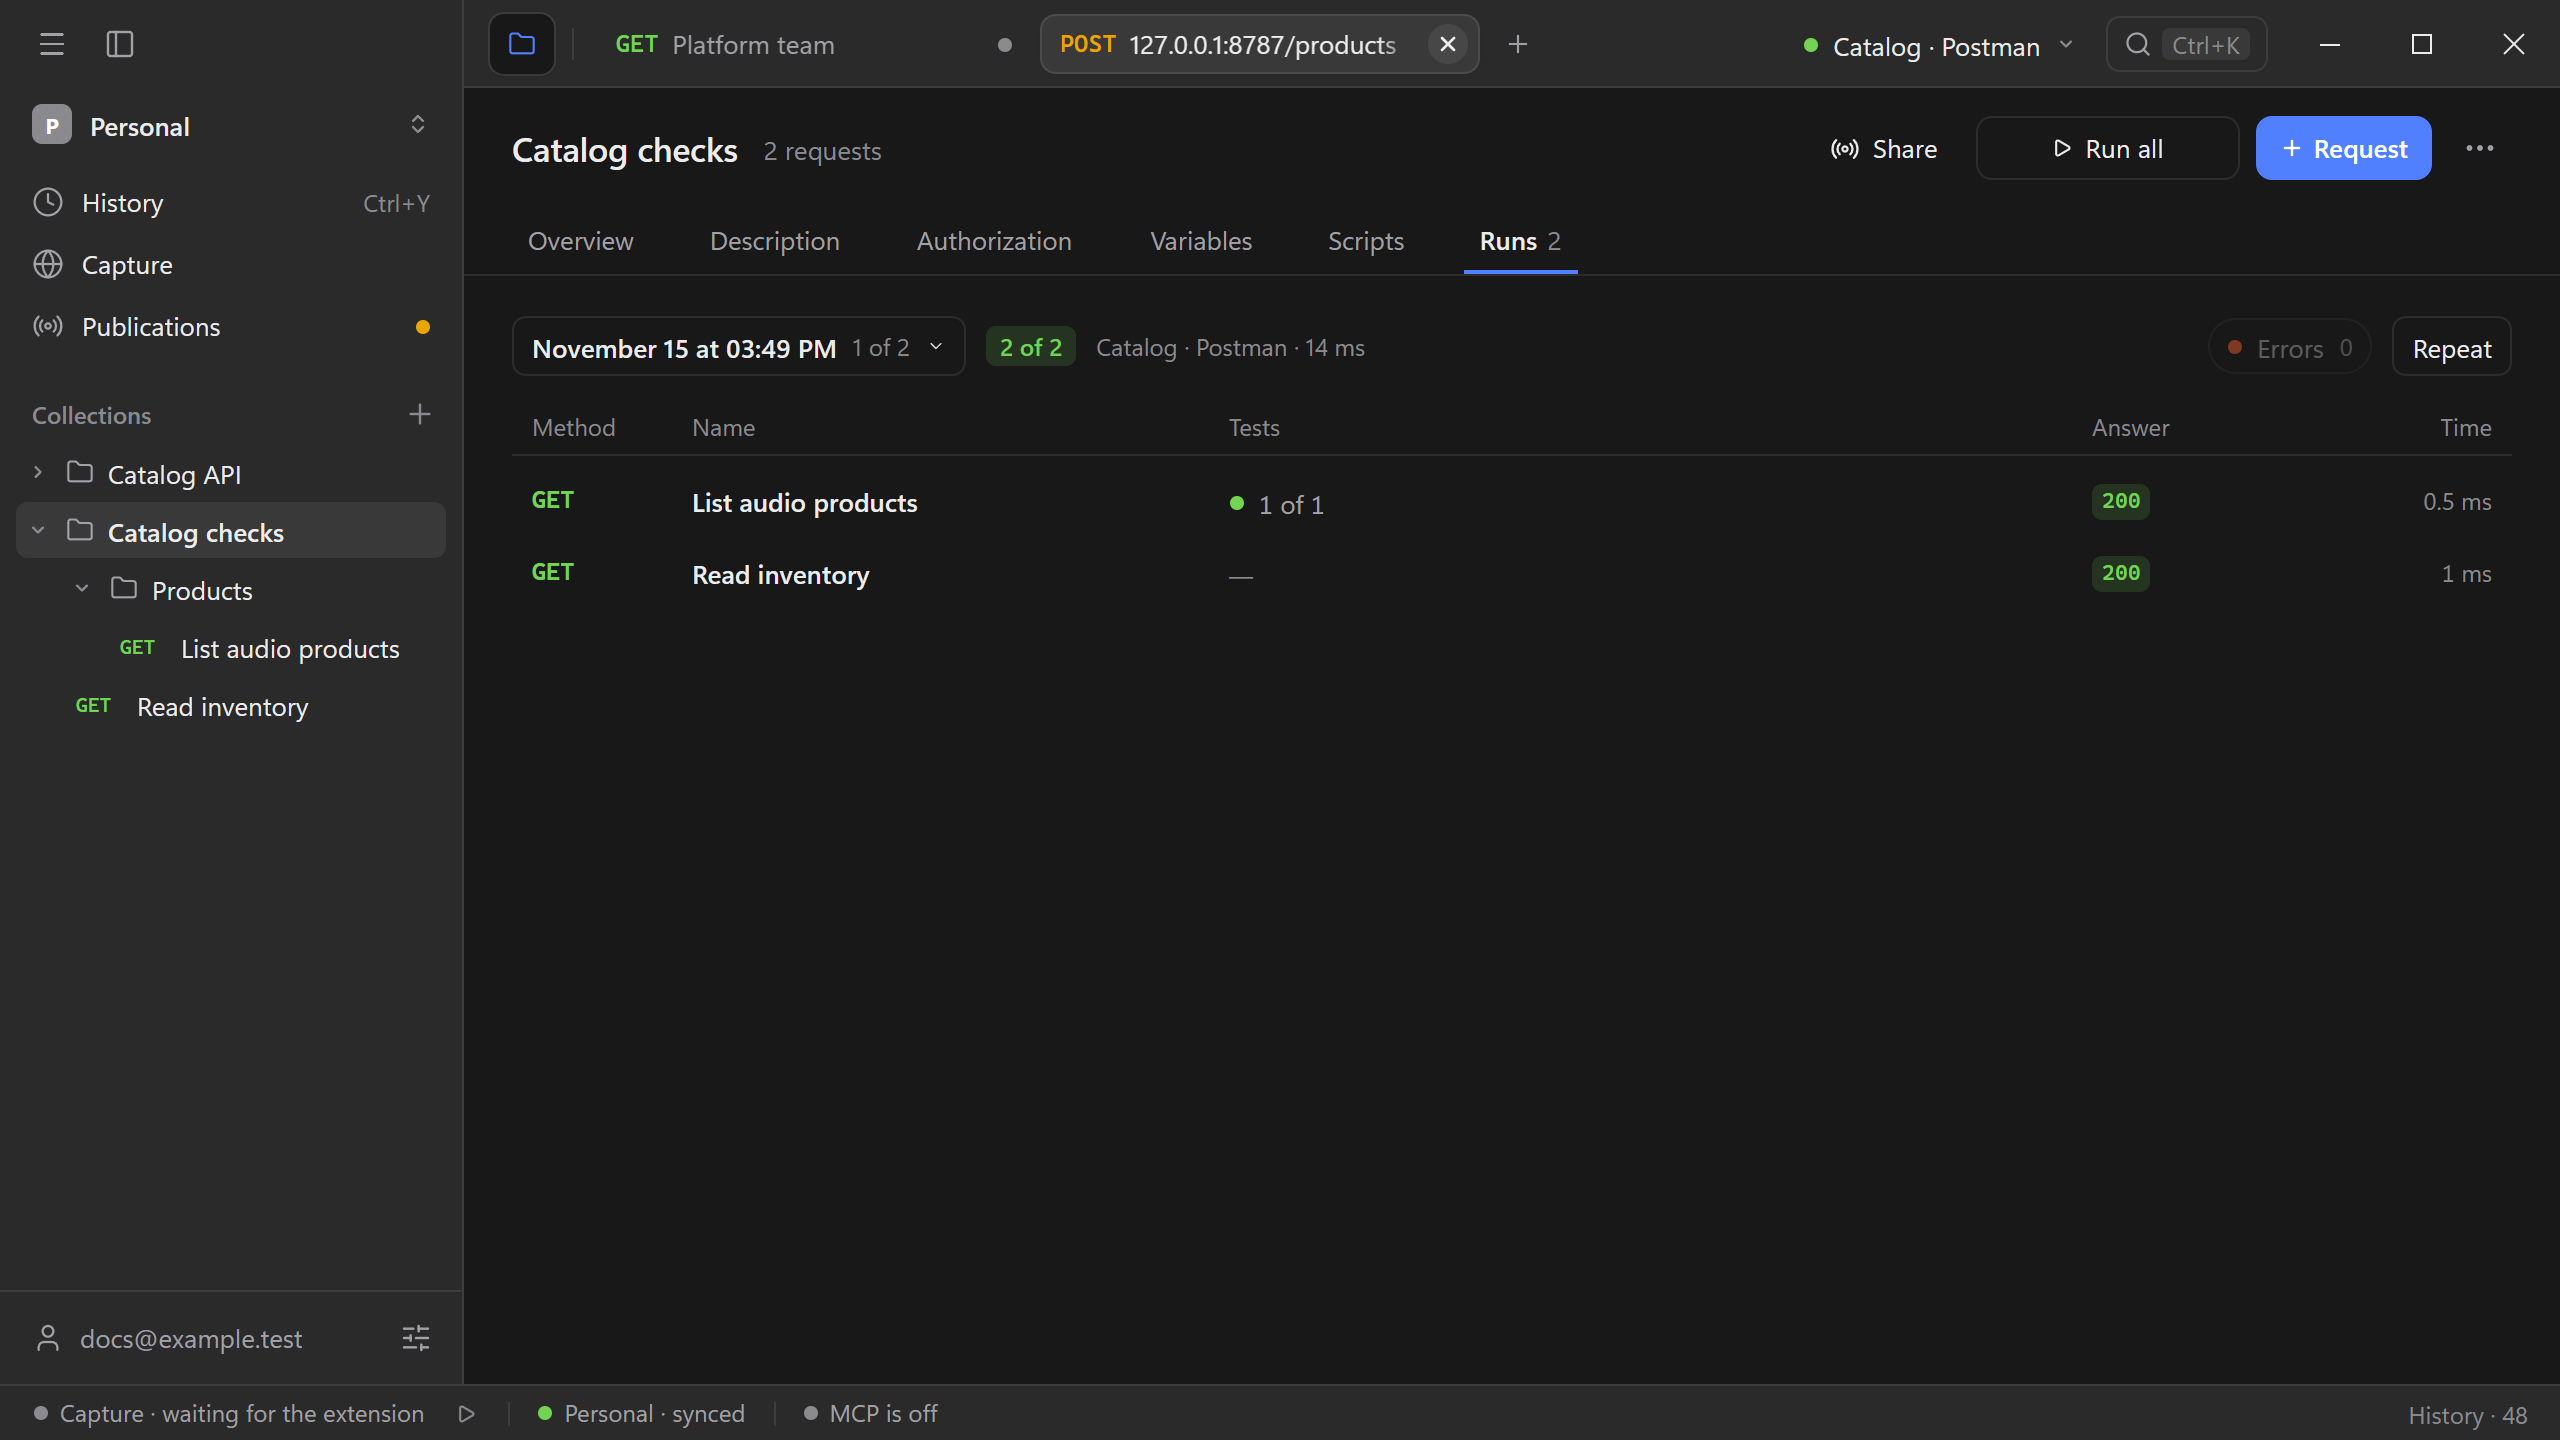 GET Platform team
POST 127.0.0.1:8787/products
Catalog · Postman
Ctrl+K
P Personal
History Ctrl+Y
Capture
Publications
Collections
Catalog API
Catalog checks
Products
GET List audio products
GET Read inventory
docs@example.test
Catalog checks 2 requests
Share
Run all
+ Request
Overview Description Authorization Variables Scripts Runs 2
November 15 at 03:49 PM 1 of 2
2 of 2
Catalog · Postman · 14 ms
Errors 0
Repeat
Method Name Tests Answer Time
GET List audio products 1 of 1 200 0.5 ms
GET Read inventory — 200 1 ms
Capture · waiting for the extension
Personal · synced
MCP is off
History · 48